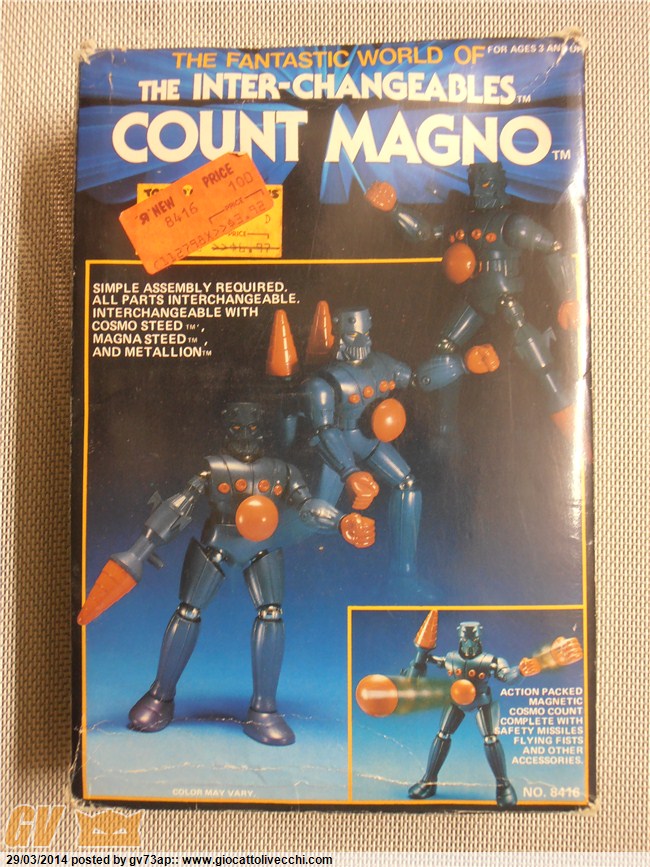 THE FANTASTIC WORLD OF
FOR AGES 3 AND UP
THE INTER-CHANGEABLES™
COUNT MAGNO™
NEW PRICE
8416 100
PRICE
SIMPLE ASSEMBLY REQUIRED.
ALL PARTS INTERCHANGEABLE.
INTERCHANGEABLE WITH
COSMO STEED™,
MAGNA STEED™,
AND METALLION™
ACTION PACKED
MAGNETIC
COSMO COUNT
COMPLETE WITH
SAFETY MISSILES
FLYING FISTS
AND OTHER
ACCESSORIES.
COLOR MAY VARY.
NO. 8416
GV
29/03/2014 posted by gv73ap:: www.giocattolivecchi.com